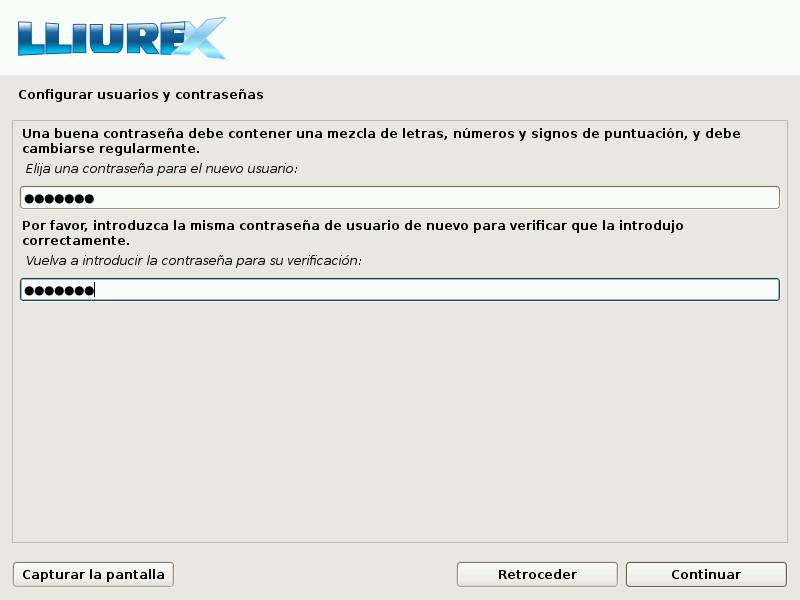 LLIUREX
Configurar usuarios y contraseñas
Una buena contraseña debe contener una mezcla de letras, números y signos de puntuación, y debe
cambiarse regularmente.
Elija una contraseña para el nuevo usuario:
●●●●●●●
Por favor, introduzca la misma contraseña de usuario de nuevo para verificar que la introdujo
correctamente.
Vuelva a introducir la contraseña para su verificación:
●●●●●●●
Capturar la pantalla
Retroceder
Continuar